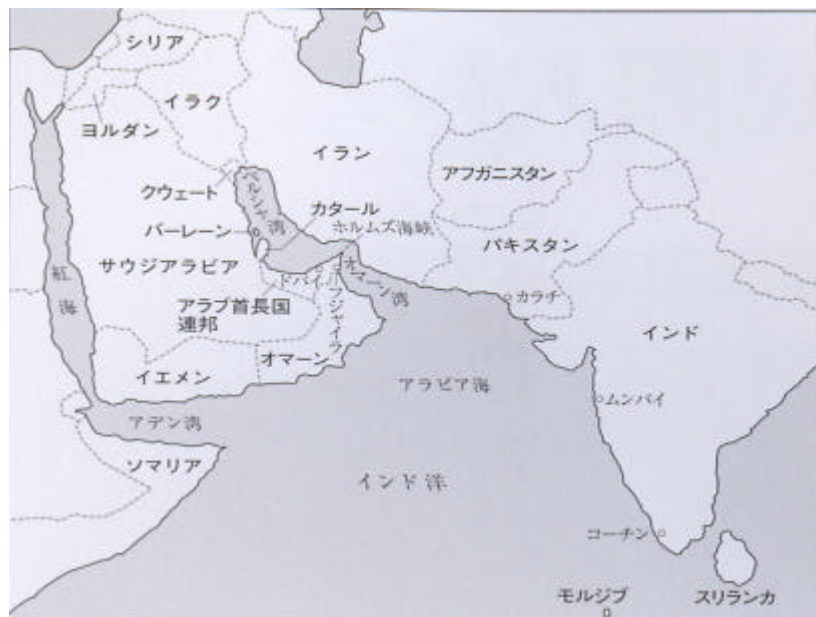 シリア
イラク
ヨルダン
イラン
アフガニスタン
クウェート
ペルシア湾
カタール
バーレーン
ホルムズ海峡
パキスタン
サウジアラビア
紅海
ドバイ
フジャイラ
オマーン湾
カラチ
アラブ首長国
連邦
インド
オマーン
イエメン
アラビア海
ムンバイ
アデン湾
ソマリア
インド洋
コーチン
モルジブ
スリランカ